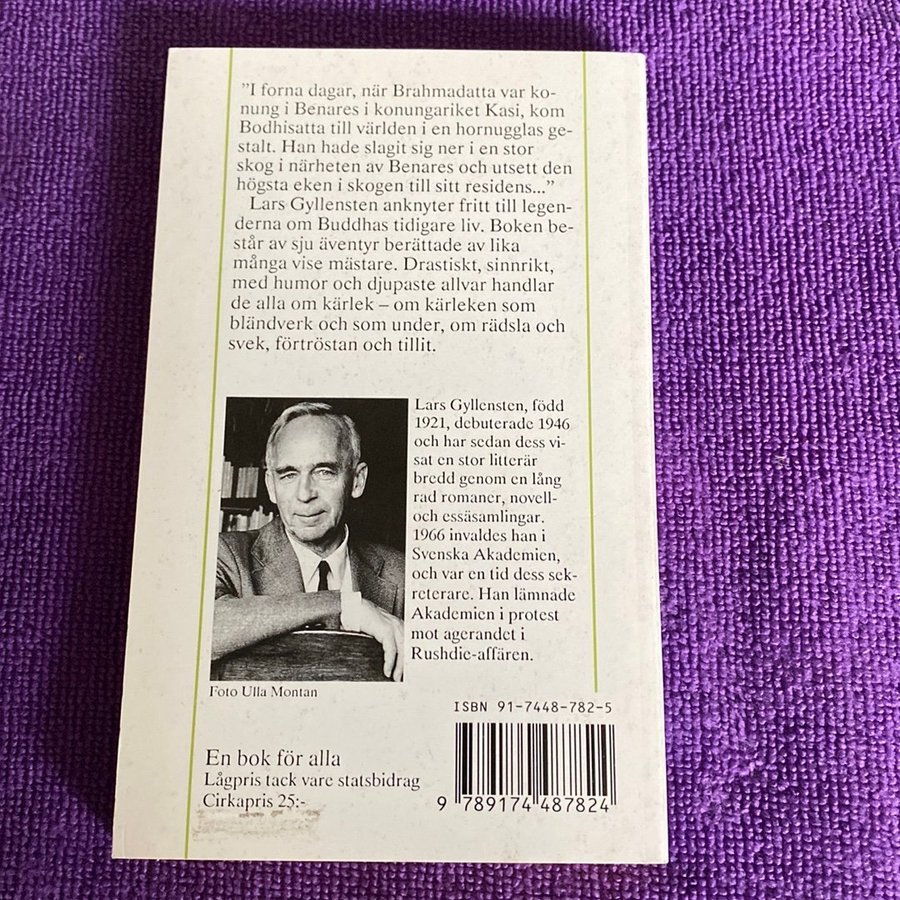 ”I forna dagar, när Brahmadatta var ko-
nung i Benares i konungariket Kasi, kom
Bodhisatta till världen i en hornugglas ge-
stalt. Han hade slagit sig ner i en stor
skog i närheten av Benares och utsett den
högsta eken i skogen till sitt residens...”
Lars Gyllensten anknyter fritt till legen-
derna om Buddhas tidigare liv. Boken be-
står av sju äventyr berättade av lika
många vise mästare. Drastiskt, sinnrikt,
med humor och djupaste allvar handlar
de alla om kärlek – om kärleken som
bländverk och som under, om rädsla och
svek, förtröstan och tillit.
Lars Gyllensten, född
1921, debuterade 1946
och har sedan dess vi-
sat en stor litterär
bredd genom en lång
rad romaner, novell-
och essäsamlingar.
1966 invaldes han i
Svenska Akademien,
och var en tid dess sek-
reterare. Han lämnade
Akademien i protest
mot agerandet i
Rushdie-affären.
Foto Ulla Montan
ISBN 91-7448-782-5
En bok för alla
Lågpris tack vare statsbidrag
Cirkapris 25:-
9 789174 487824